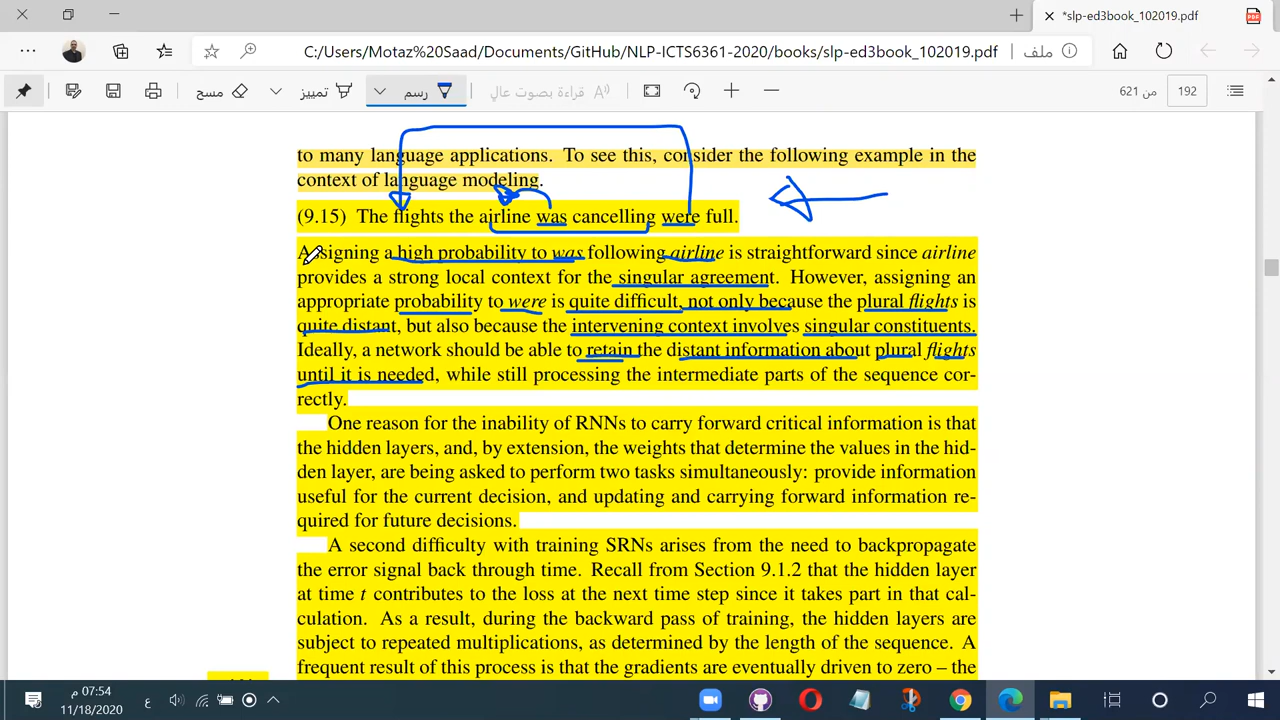 *slp-ed3book_102019.pdf
C:/Users/Motaz%20Saad/Documents/GitHub/NLP-ICTS6361-2020/books/slp-ed3book_102019.pdf
ملف
مسح
تمييز
رسم
قراءة بصوت عالٍ
192
من 621
to many language applications. To see this, consider the following example in the
context of language modeling.
(9.15) The flights the airline was cancelling were full.
Assigning a high probability to was following airline is straightforward since airline
provides a strong local context for the singular agreement. However, assigning an
appropriate probability to were is quite difficult, not only because the plural flights is
quite distant, but also because the intervening context involves singular constituents.
Ideally, a network should be able to retain the distant information about plural flights
until it is needed, while still processing the intermediate parts of the sequence cor-
rectly.
One reason for the inability of RNNs to carry forward critical information is that
the hidden layers, and, by extension, the weights that determine the values in the hid-
den layer, are being asked to perform two tasks simultaneously: provide information
useful for the current decision, and updating and carrying forward information re-
quired for future decisions.
A second difficulty with training SRNs arises from the need to backpropagate
the error signal back through time. Recall from Section 9.1.2 that the hidden layer
at time t contributes to the loss at the next time step since it takes part in that cal-
culation. As a result, during the backward pass of training, the hidden layers are
subject to repeated multiplications, as determined by the length of the sequence. A
frequent result of this process is that the gradients are eventually driven to zero – the
07:54 م
11/18/2020
ع